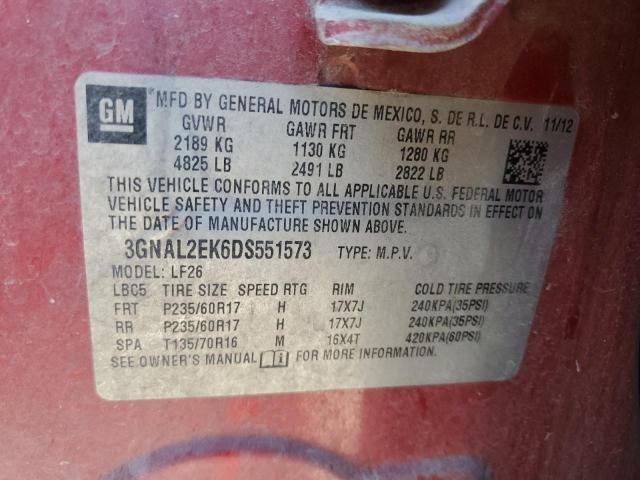 GM MFD BY GENERAL MOTORS DE MEXICO, S. DE R.L. DE C.V. 11/12
GVWR GAWR FRT GAWR RR
2189 KG 1130 KG 1280 KG
4825 LB 2491 LB 2822 LB
THIS VEHICLE CONFORMS TO ALL APPLICABLE U.S. FEDERAL MOTOR
VEHICLE SAFETY AND THEFT PREVENTION STANDARDS IN EFFECT ON
THE DATE OF MANUFACTURE SHOWN ABOVE.
3GNAL2EK6DS551573 TYPE: M.P.V.
MODEL: LF26
LBC5 TIRE SIZE SPEED RTG RIM COLD TIRE PRESSURE
FRT P235/60R17 H 17X7J 240KPA(35PSI)
RR P235/60R17 H 17X7J 240KPA(35PSI)
SPA T135/70R16 M 16X4T 420KPA(60PSI)
SEE OWNER'S MANUAL FOR MORE INFORMATION.